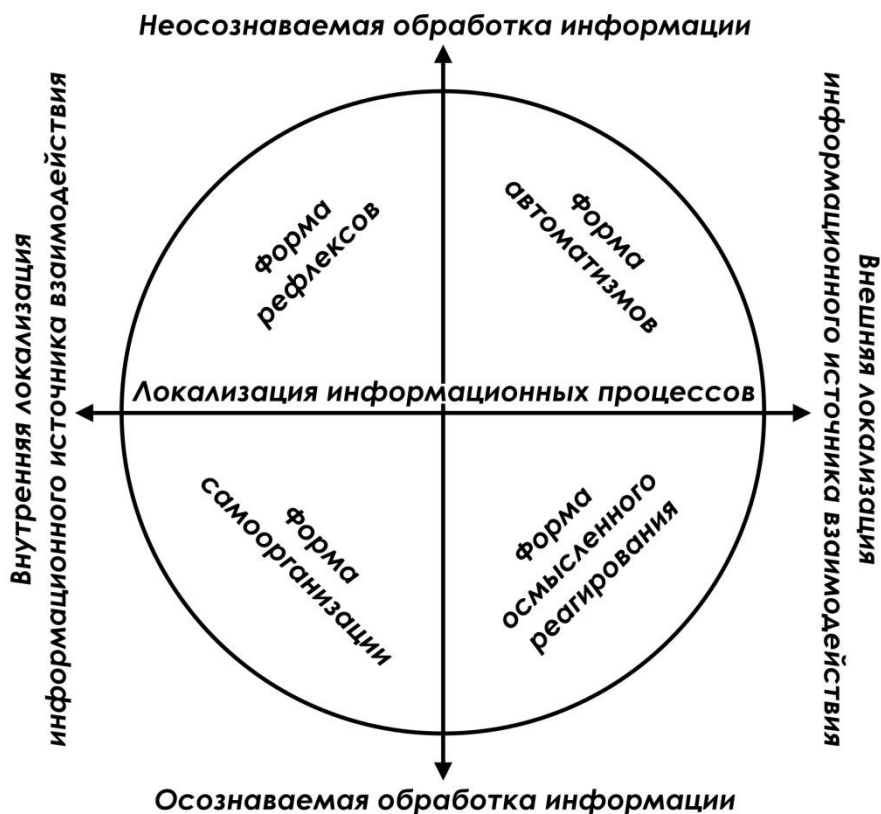 Неосознаваемая обработка информации
Внутренняя локализация
информационного источника взаимодействия
Форма
рефлексов
Форма
автоматизмов
Локализация информационных процессов
Внешняя локализация
информационного источника взаимодействия
Форма
самоорганизации
Форма
осмысленного
реагирования
Осознаваемая обработка информации